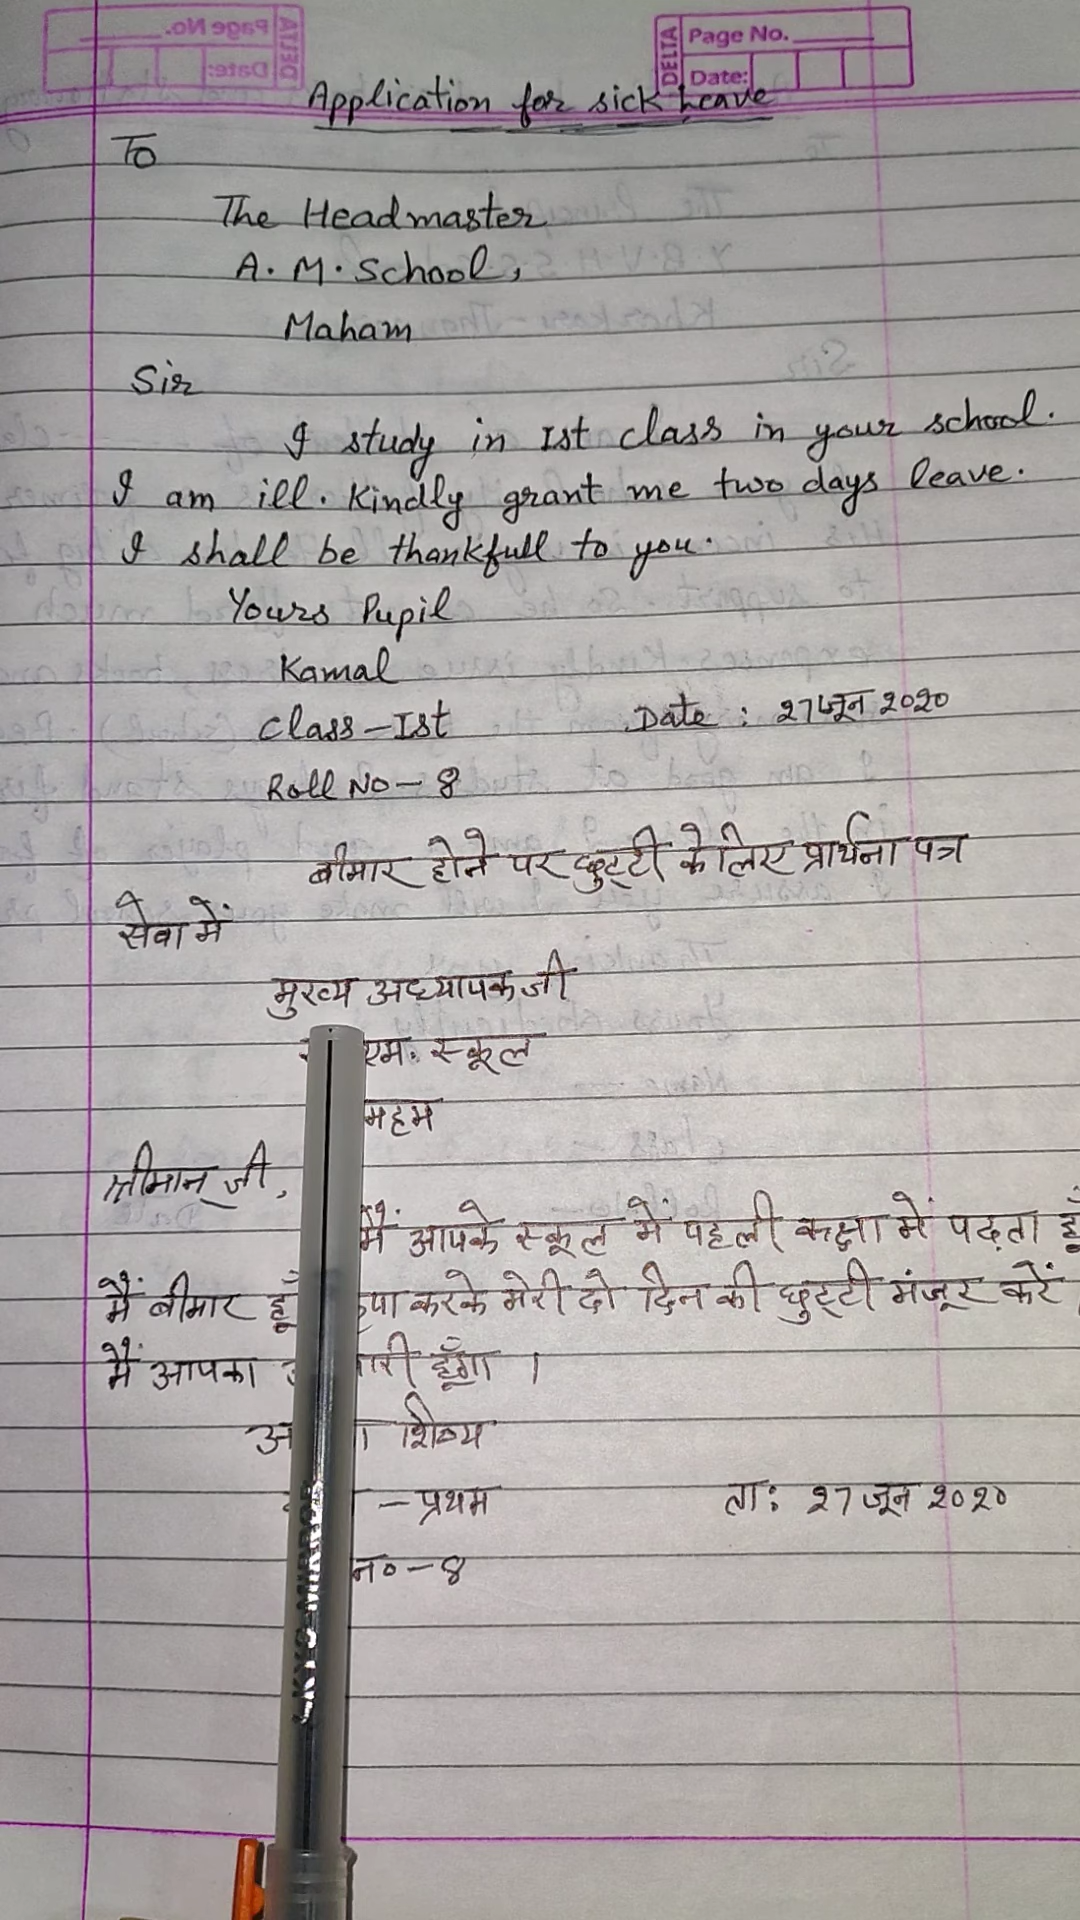 DELTA Page No.
Date:
Application for sick Leave
To
The Headmaster
A. M. School,
Maham
Sir
I study in Ist class in your school.
I am ill. Kindly grant me two days leave.
I shall be thankfull to you.
Yours Pupil
Kamal
Class-Ist Date : 27 जून 2020
Roll No - 8
बीमार होने पर छुट्टी के लिए प्रार्थना पत्र
सेवा में
मुख्य अध्यापक जी
एम. स्कूल
महम
श्रीमान् जी,
मैं आपके स्कूल में पहली कक्षा में पढ़ता हूँ
मैं बीमार हूँ करके मेरी दो दिन की छुट्टी मंजूर करें ।
मैं आपका हूँगा ।
शिष्य
- प्रथम ता: 27 जून 2020
न० - 8